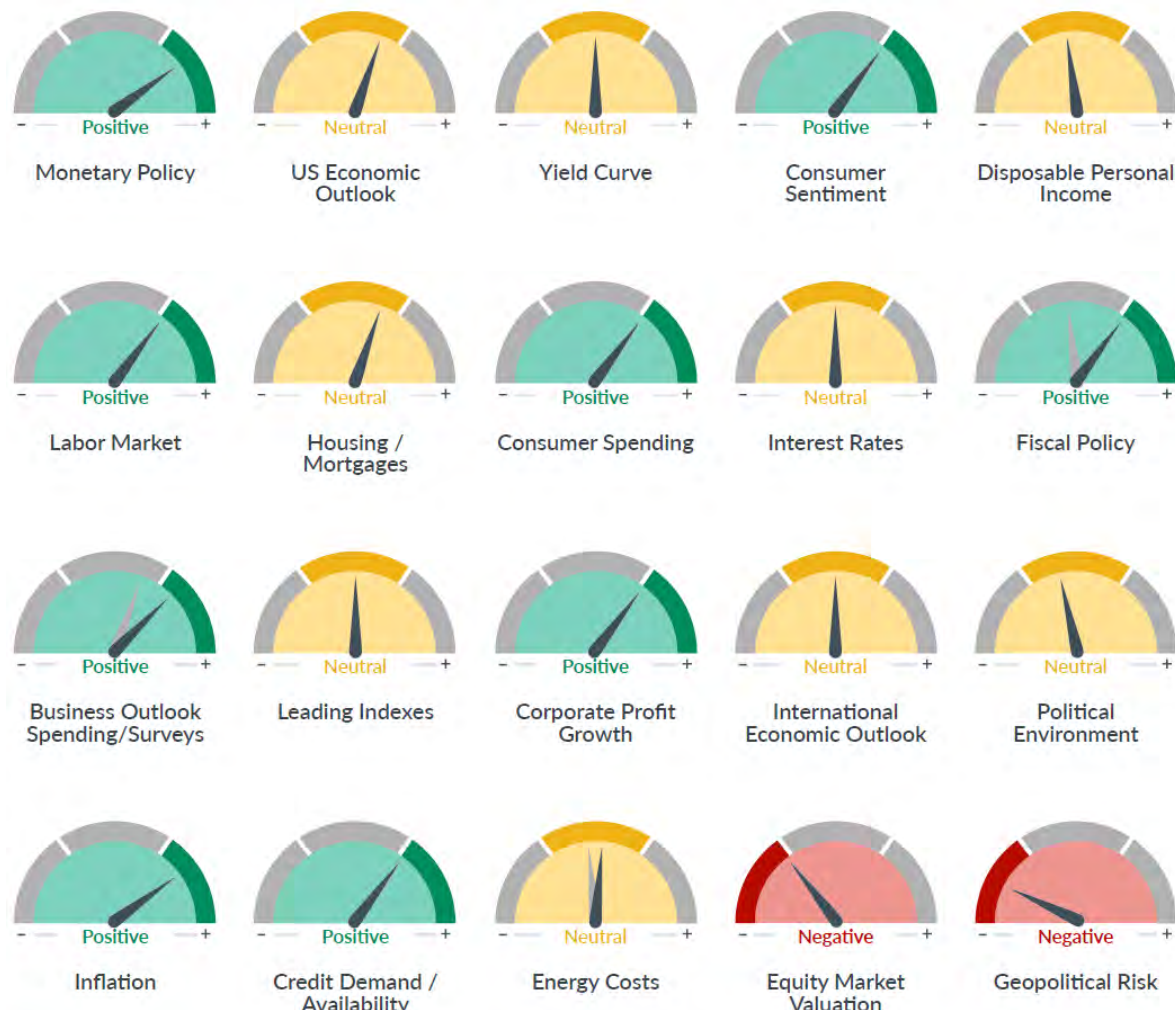 - Positive +
- Neutral +
- Neutral +
- Positive +
- Neutral +
Monetary Policy
US Economic
Outlook
Yield Curve
Consumer
Sentiment
Disposable Personal
Income
- Positive +
- Neutral +
- Positive +
- Neutral +
- Positive +
Labor Market
Housing /
Mortgages
Consumer Spending
Interest Rates
Fiscal Policy
- Positive +
- Neutral +
- Positive +
- Neutral +
- Neutral +
Business Outlook
Spending/Surveys
Leading Indexes
Corporate Profit
Growth
International
Economic Outlook
Political
Environment
- Positive +
- Positive +
- Neutral +
- Negative +
- Negative +
Inflation
Credit Demand /
Availability
Energy Costs
Equity Market
Valuation
Geopolitical Risk